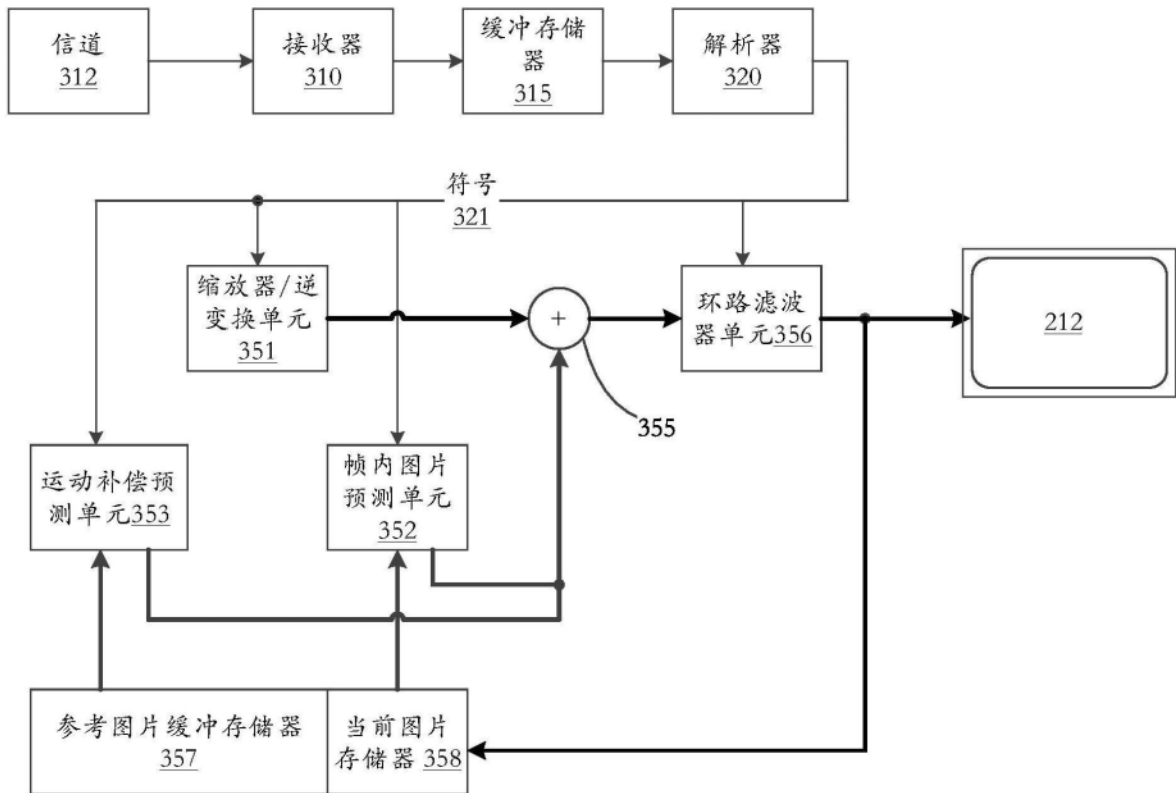 信道
312
接收器
310
缓冲存储
器
315
解析器
320
符号
321
缩放器/逆
变换单元
351
+
355
环路滤波
器单元356
212
运动补偿预
测单元353
帧内图片
预测单元
352
参考图片缓冲存储器
357
当前图片
存储器358